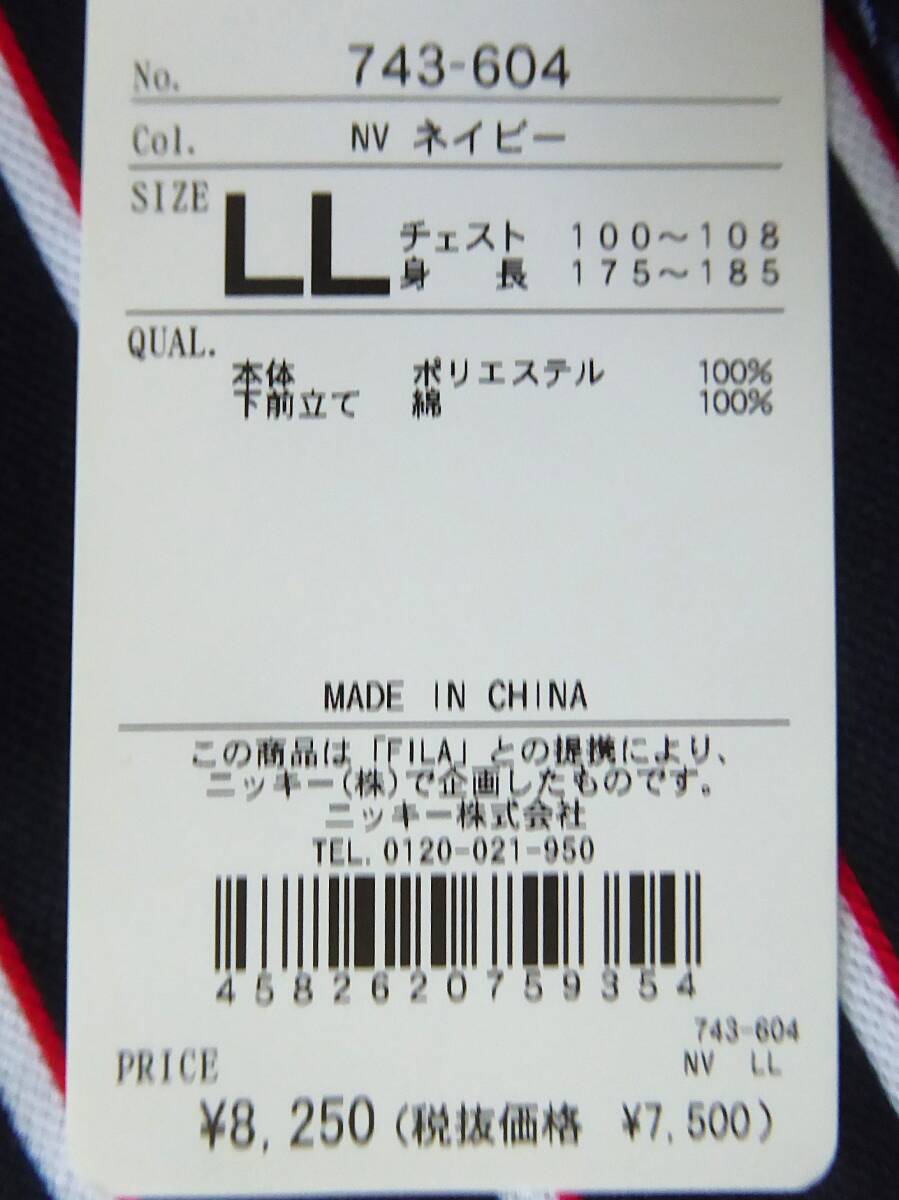 No. 743-604
Col. NV ネイビー
SIZE LL チェスト 100～108
身長 175～185
QUAL.
本体 ポリエステル 100%
下前立て 綿 100%
MADE IN CHINA
この商品は「FILA」との提携により、
ニッキー(株)で企画したものです。
ニッキー株式会社
TEL. 0120-021-950
4582620759354
743-604
NV LL
PRICE
¥8,250 (税抜価格 ¥7,500)